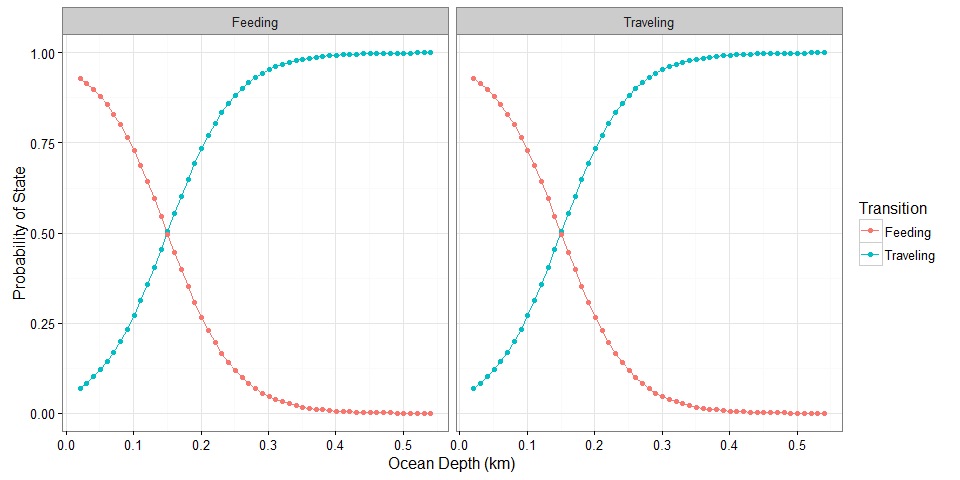 Feeding Traveling
1.00
0.75
0.50
0.25
0.00
Probability of State
0.0 0.1 0.2 0.3 0.4 0.5 0.0 0.1 0.2 0.3 0.4 0.5
Ocean Depth (km)
Transition
Feeding
Traveling